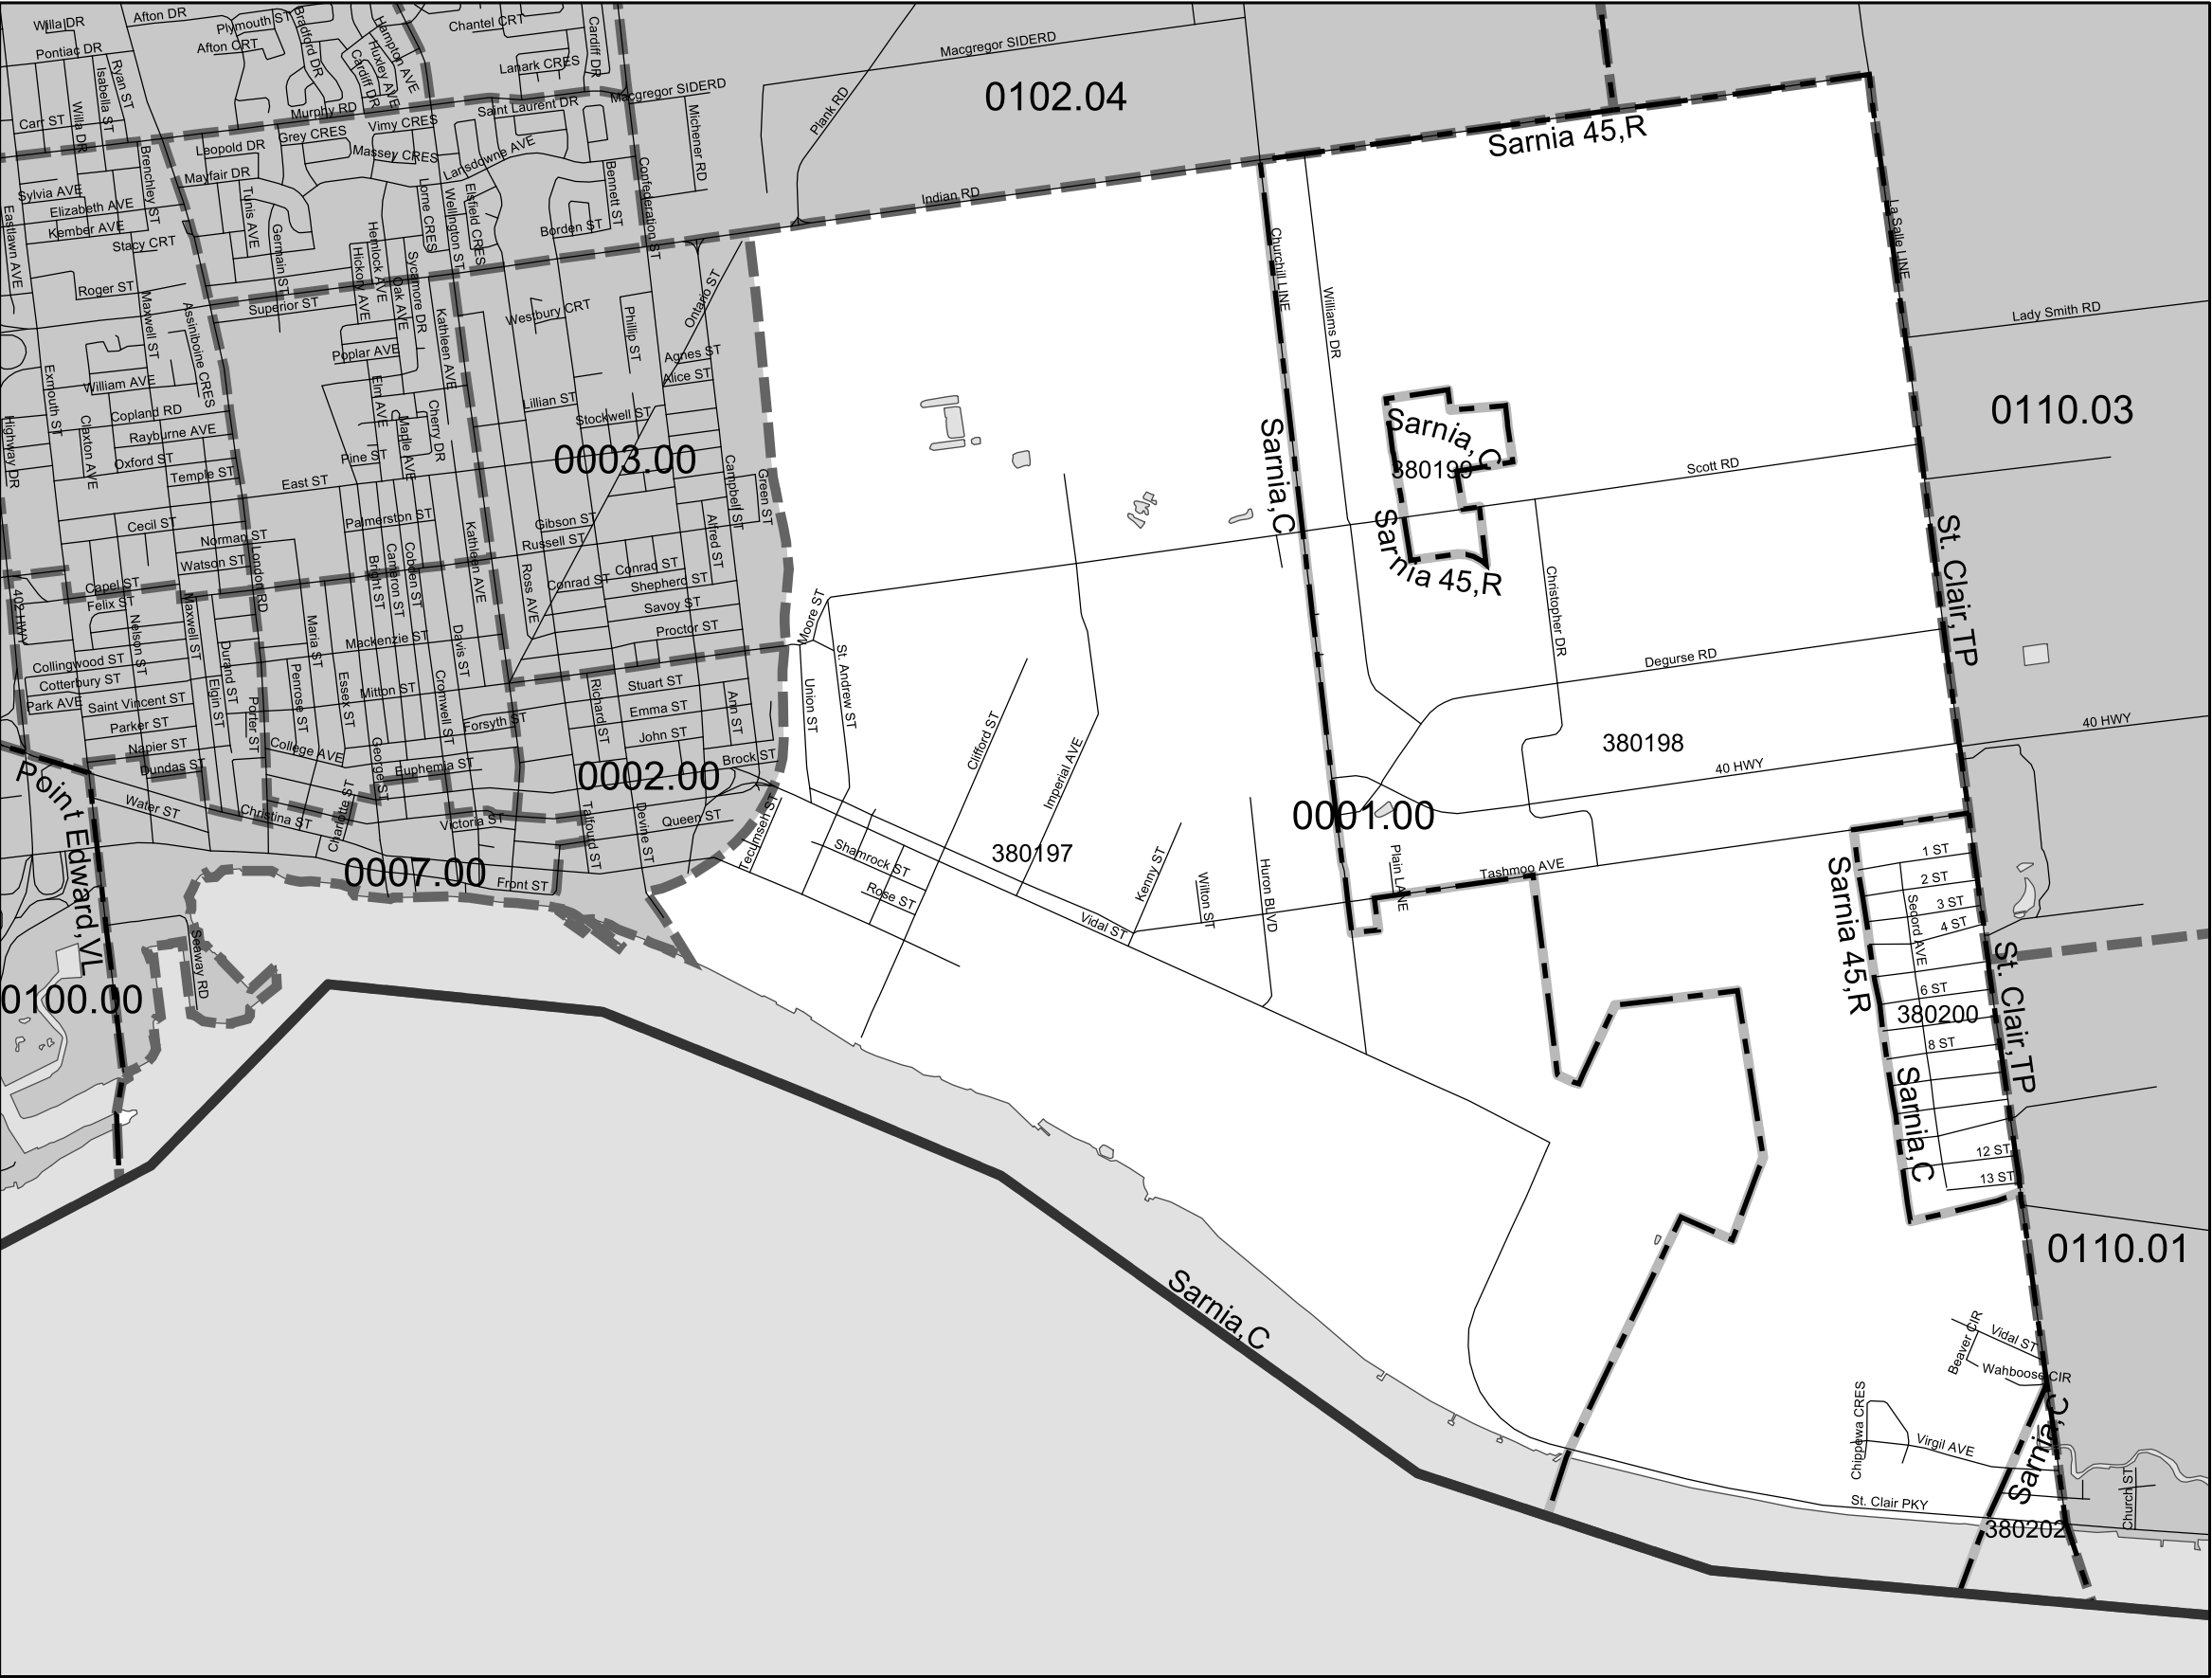 Willa DR
Afton DR
Plymouth ST
Bradford DR
Hampton AVE
Chantel CRT
Cardiff DR
Pontiac DR
Afton CRT
Huxley AVE
Cardiff DR
Lanark CRES
Macgregor SIDERD
Isabella ST
Ryan ST
Murphy RD
Saint Laurent DR
Macgregor SIDERD
0102.04
Plank RD
Carr ST
Willa DR
Grey CRES
Vimy CRES
Michener RD
Sarnia 45,R
Leopold DR
Massey CRES
Lansdowne AVE
Brenchley ST
Mayfair DR
Bennett ST
Confederation ST
Sylvia AVE
Tunis AVE
Lorne CRES
Wellington ST
Elsfield CRES
Indian RD
Elizabeth AVE
Eastlawn AVE
Kember AVE
Stacy CRT
Germain ST
Hemlock AVE
Hickory AVE
Borden ST
Churchill LINE
La Salle LINE
Roger ST
Superior ST
Oak AVE
Sycamore DR
Ontario ST
Williams DR
Maxwell ST
Assiniboine CRES
Kathleen AVE
Westbury CRT
Phillip ST
Lady Smith RD
Poplar AVE
Agnes ST
Alice ST
Exmouth ST
William AVE
Elm AVE
Lillian ST
Copland RD
Cherry DR
Maple AVE
Stockwell ST
Sarnia,C
Sarnia,C
0110.03
Highway DR
Claxton AVE
Rayburne AVE
Oxford ST
Temple ST
Pine ST
0003.00
380199
Scott RD
East ST
Campbell ST
Green ST
Cecil ST
Palmerston ST
Gibson ST
Alfred ST
Sarnia 45,R
St. Clair,TP
Norman ST
Russell ST
Kathleen AVE
Watson ST
London RD
Bright ST
Cameron ST
Cobden ST
Ross AVE
Conrad ST
Conrad ST
Capel ST
Shepherd ST
Felix ST
402 HWY
Savoy ST
Moore ST
Christopher DR
Nelson ST
Maxwell ST
Maria ST
Mackenzie ST
Davis ST
Proctor ST
Collingwood ST
Durand ST
St. Andrew ST
Degurse RD
Cotterbury ST
Park AVE
Saint Vincent ST
Elgin ST
Penrose ST
Essex ST
Mitton ST
Cromwell ST
Richard ST
Stuart ST
Ann ST
Union ST
Parker ST
Porter ST
Forsyth ST
Emma ST
Clifford ST
40 HWY
Napier ST
College AVE
George ST
John ST
Imperial AVE
380198
Dundas ST
Euphemia ST
0002.00
Brock ST
40 HWY
Point Edward,VL
Water ST
Christina ST
Charlotte ST
Victoria ST
Talfourd ST
Devine ST
Queen ST
Tecumseh ST
0001.00
0007.00
Front ST
Shamrock ST
380197
Kenny ST
Plain LANE
Tashmoo AVE
1 ST
Rose ST
Wilton ST
Huron BLVD
2 ST
Vidal ST
Sarnia 45,R
Sedord AVE
3 ST
4 ST
Seaway RD
0100.00
6 ST
380200
St. Clair,TP
8 ST
Sarnia,C
12 ST
13 ST
0110.01
Sarnia,C
Beaver CIR
Vidal ST
Wahboose CIR
Chippewa CRES
Virgil AVE
Sarnia,C
St. Clair PKY
Church ST
380202